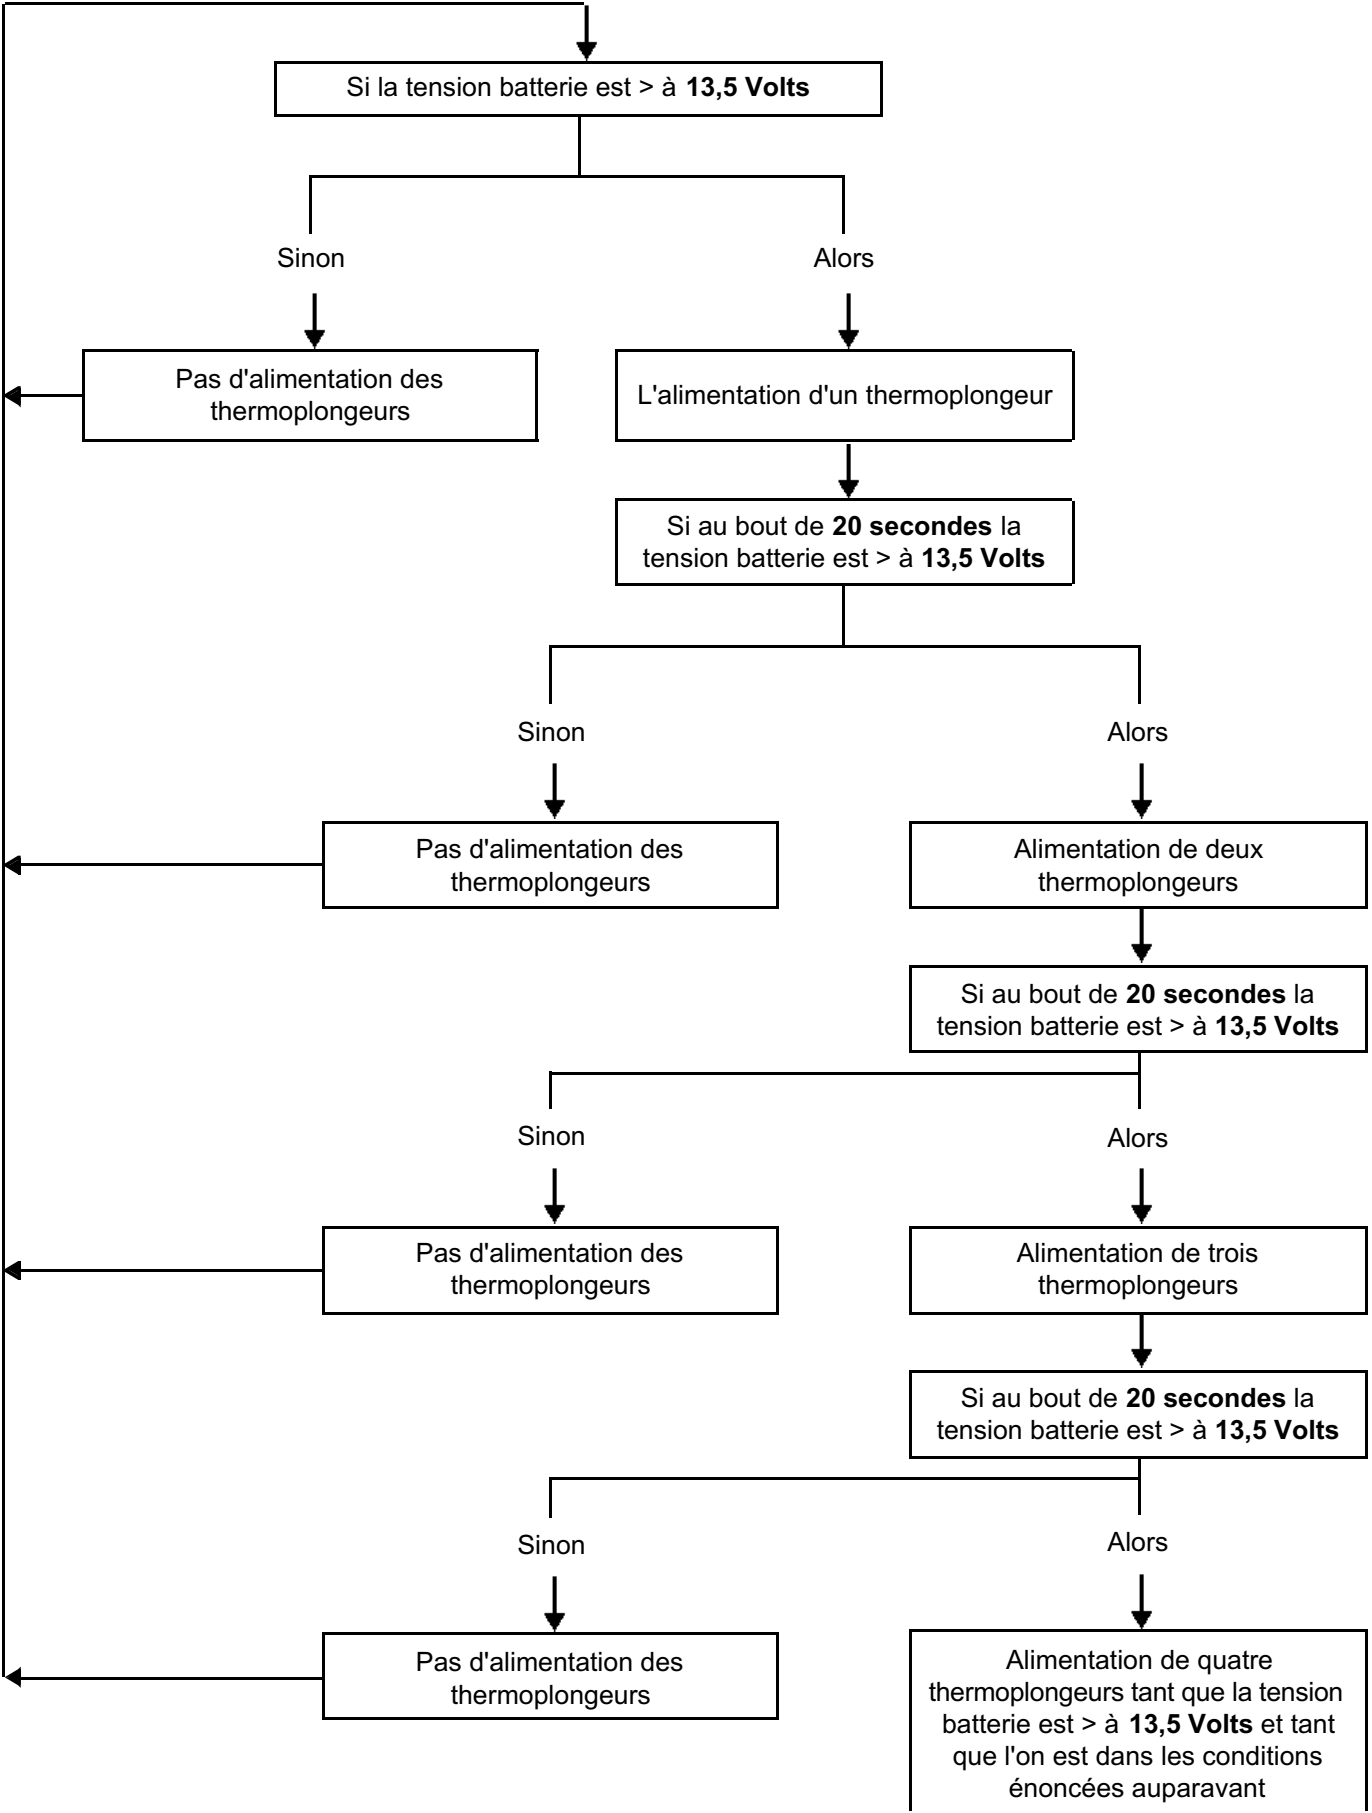 Si la tension batterie est > à 13,5 Volts
Sinon
Alors
Pas d'alimentation des
thermoplongeurs
L'alimentation d'un thermoplongeur
Si au bout de 20 secondes la
tension batterie est > à 13,5 Volts
Sinon
Alors
Pas d'alimentation des
thermoplongeurs
Alimentation de deux
thermoplongeurs
Si au bout de 20 secondes la
tension batterie est > à 13,5 Volts
Sinon
Alors
Pas d'alimentation des
thermoplongeurs
Alimentation de trois
thermoplongeurs
Si au bout de 20 secondes la
tension batterie est > à 13,5 Volts
Sinon
Alors
Pas d'alimentation des
thermoplongeurs
Alimentation de quatre
thermoplongeurs tant que la tension
batterie est > à 13,5 Volts et tant
que l'on est dans les conditions
énoncées auparavant